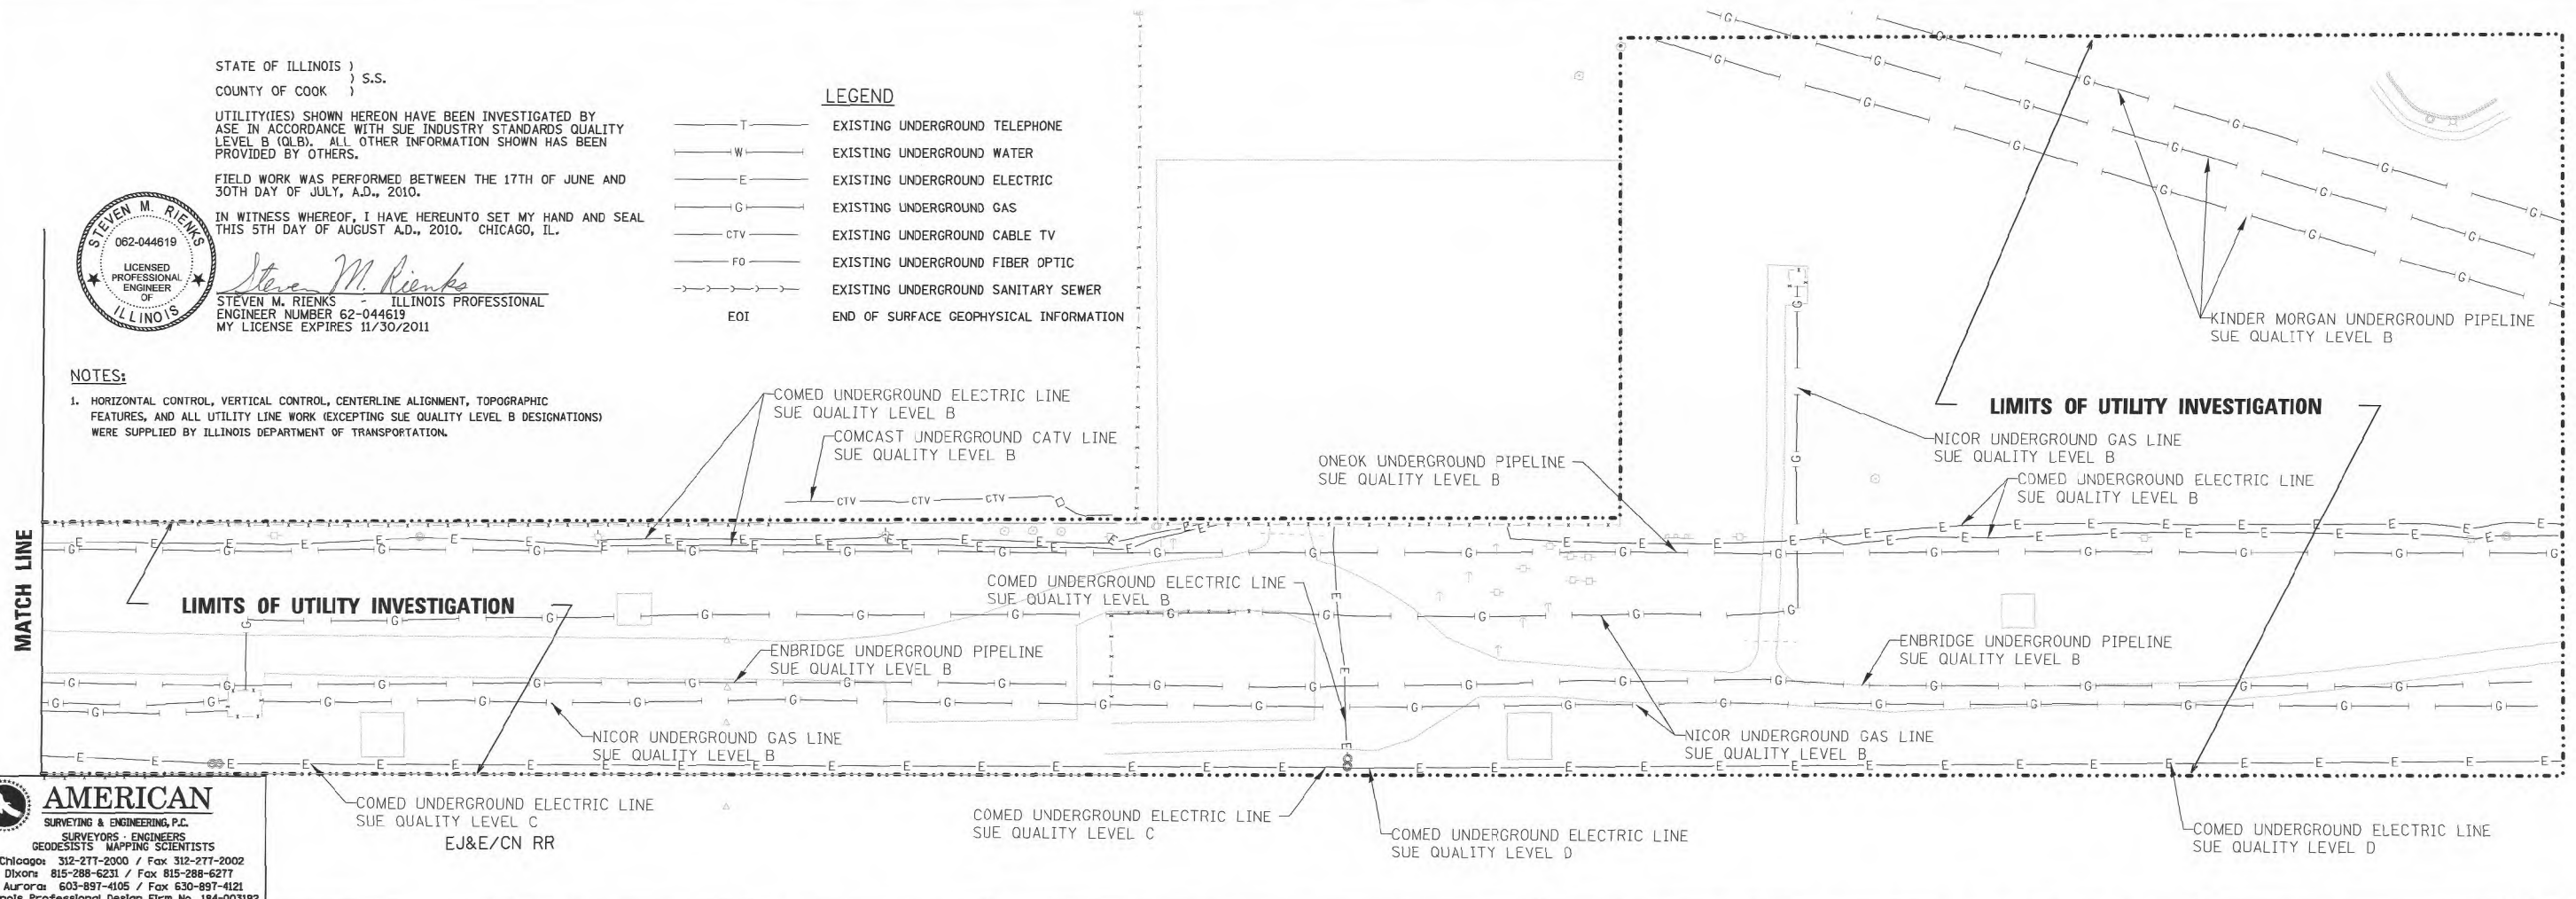 STATE OF ILLINOIS )
) S.S.
COUNTY OF COOK )
UTILITY(IES) SHOWN HEREON HAVE BEEN INVESTIGATED BY
ASE IN ACCORDANCE WITH SUE INDUSTRY STANDARDS QUALITY
LEVEL B (QLB). ALL OTHER INFORMATION SHOWN HAS BEEN
PROVIDED BY OTHERS.
FIELD WORK WAS PERFORMED BETWEEN THE 17TH OF JUNE AND
30TH DAY OF JULY, A.D., 2010.
IN WITNESS WHEREOF, I HAVE HEREUNTO SET MY HAND AND SEAL
THIS 5TH DAY OF AUGUST A.D., 2010. CHICAGO, IL.
STEVEN M. RIENKS
062-044619
LICENSED
PROFESSIONAL
ENGINEER
OF
ILLINOIS
Steven M. Rienks
STEVEN M. RIENKS - ILLINOIS PROFESSIONAL
ENGINEER NUMBER 62-044619
MY LICENSE EXPIRES 11/30/2011
NOTES:
1. HORIZONTAL CONTROL, VERTICAL CONTROL, CENTERLINE ALIGNMENT, TOPOGRAPHIC
FEATURES, AND ALL UTILITY LINE WORK (EXCEPTING SUE QUALITY LEVEL B DESIGNATIONS)
WERE SUPPLIED BY ILLINOIS DEPARTMENT OF TRANSPORTATION.
LEGEND
T EXISTING UNDERGROUND TELEPHONE
W EXISTING UNDERGROUND WATER
E EXISTING UNDERGROUND ELECTRIC
G EXISTING UNDERGROUND GAS
CTV EXISTING UNDERGROUND CABLE TV
FO EXISTING UNDERGROUND FIBER OPTIC
EXISTING UNDERGROUND SANITARY SEWER
EOI END OF SURFACE GEOPHYSICAL INFORMATION
COMED UNDERGROUND ELECTRIC LINE
SUE QUALITY LEVEL B
COMCAST UNDERGROUND CATV LINE
SUE QUALITY LEVEL B
CTV CTV CTV
ONEOK UNDERGROUND PIPELINE
SUE QUALITY LEVEL B
KINDER MORGAN UNDERGROUND PIPELINE
SUE QUALITY LEVEL B
LIMITS OF UTILITY INVESTIGATION
NICOR UNDERGROUND GAS LINE
SUE QUALITY LEVEL B
COMED UNDERGROUND ELECTRIC LINE
SUE QUALITY LEVEL B
MATCH LINE
LIMITS OF UTILITY INVESTIGATION
COMED UNDERGROUND ELECTRIC LINE
SUE QUALITY LEVEL B
ENBRIDGE UNDERGROUND PIPELINE
SUE QUALITY LEVEL B
ENBRIDGE UNDERGROUND PIPELINE
SUE QUALITY LEVEL B
NICOR UNDERGROUND GAS LINE
SUE QUALITY LEVEL B
NICOR UNDERGROUND GAS LINE
SUE QUALITY LEVEL B
COMED UNDERGROUND ELECTRIC LINE
SUE QUALITY LEVEL C
EJ&E/CN RR
COMED UNDERGROUND ELECTRIC LINE
SUE QUALITY LEVEL C
COMED UNDERGROUND ELECTRIC LINE
SUE QUALITY LEVEL D
COMED UNDERGROUND ELECTRIC LINE
SUE QUALITY LEVEL D
AMERICAN
SURVEYING & ENGINEERING, P.C.
SURVEYORS · ENGINEERS
GEODESISTS MAPPING SCIENTISTS
Chicago: 312-277-2000 / Fax 312-277-2002
Dixon: 815-288-6231 / Fax 815-288-6277
Aurora: 603-897-4105 / Fax 630-897-4121
Professional Design Firm No. 184-003192